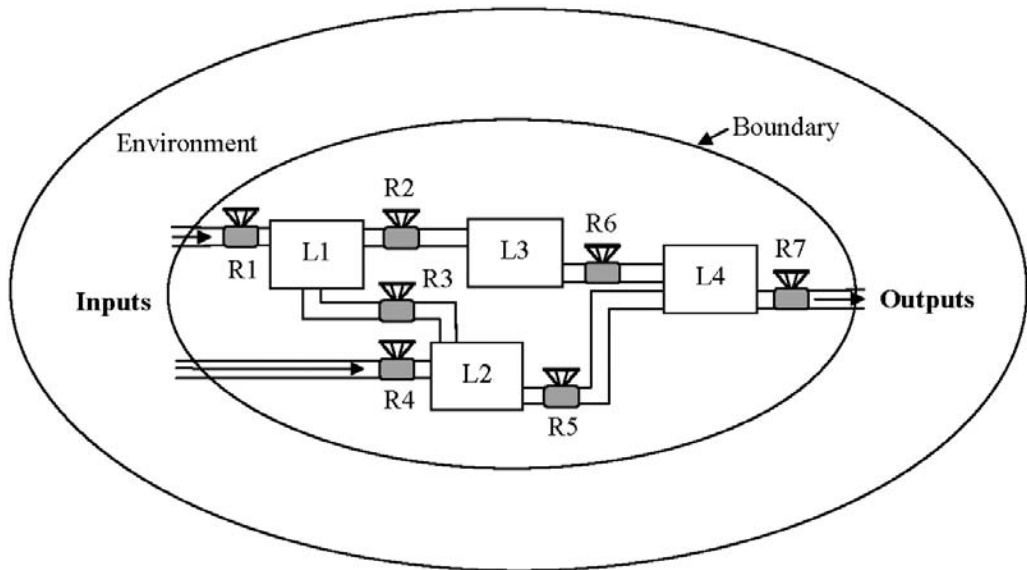 Environment
Boundary
R2
R6
R7
L1
L3
L4
R1
R3
Inputs
Outputs
L2
R4
R5